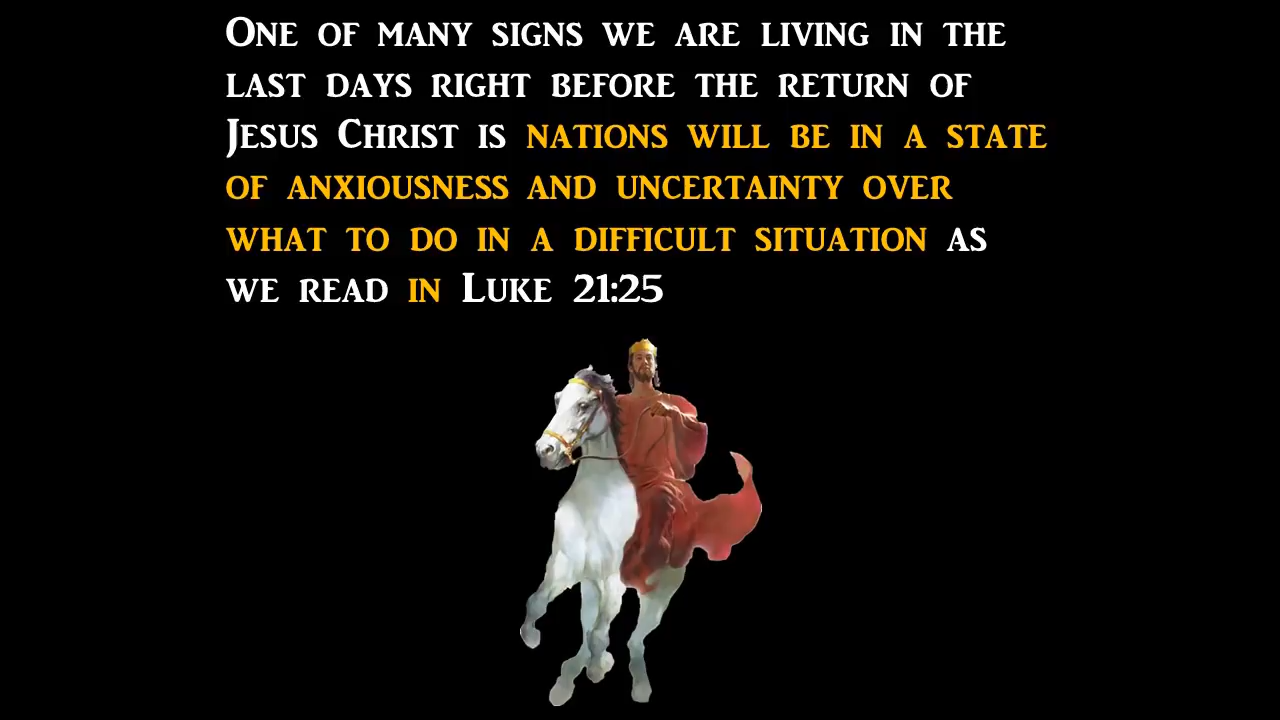 One of many signs we are living in the
last days right before the return of
Jesus Christ is nations will be in a state
of anxiousness and uncertainty over
what to do in a difficult situation as
we read in Luke 21:25